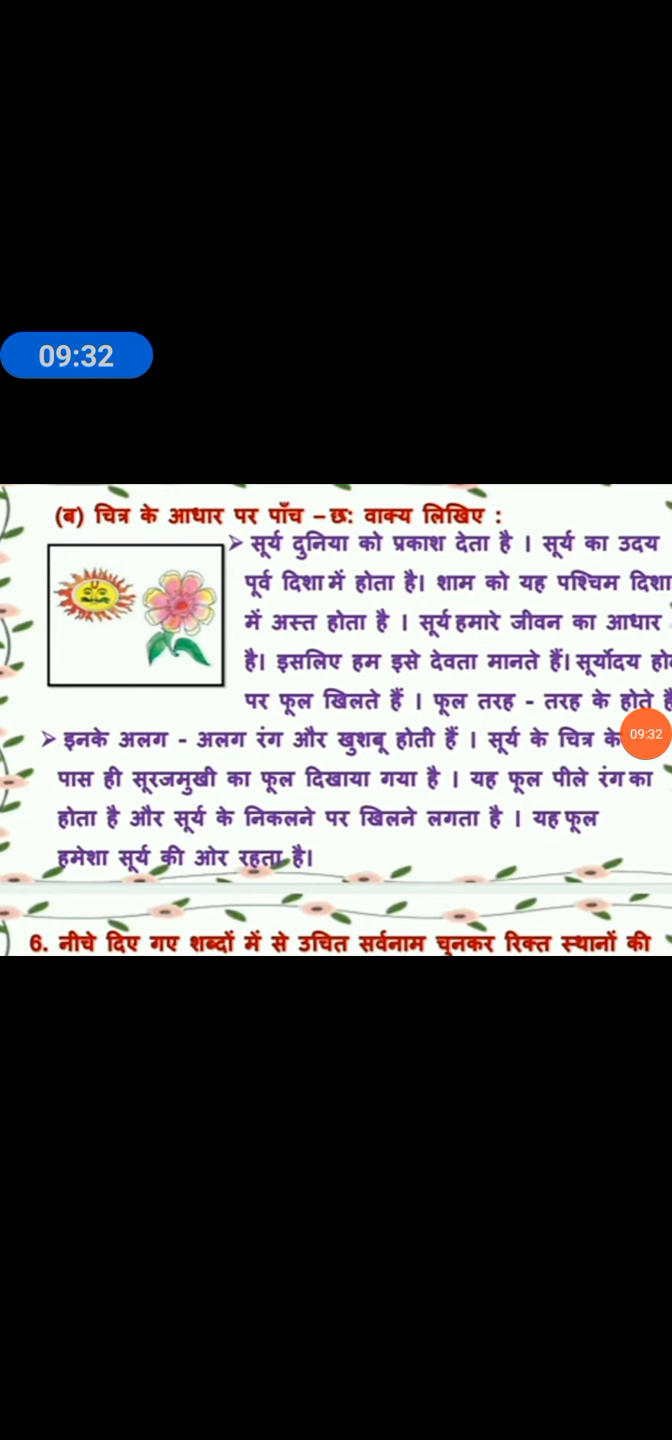 09:32
(ब) चित्र के आधार पर पाँच – छः वाक्य लिखिए :
➤ सूर्य दुनिया को प्रकाश देता है । सूर्य का उदय
पूर्व दिशा में होता है। शाम को यह पश्चिम दिशा
में अस्त होता है । सूर्य हमारे जीवन का आधार
है। इसलिए हम इसे देवता मानते हैं। सूर्योदय
पर फूल खिलते हैं । फूल तरह - तरह के होते
➤ इनके अलग - अलग रंग और खुशबू होती हैं । सूर्य के चित्र के
09:32
पास ही सूरजमुखी का फूल दिखाया गया है । यह फूल पीले रंग का
होता है और सूर्य के निकलने पर खिलने लगता है । यह फूल
हमेशा सूर्य की ओर रहता है।
6. नीचे दिए गए शब्दों में से उचित सर्वनाम चुनकर रिक्त स्थानों की